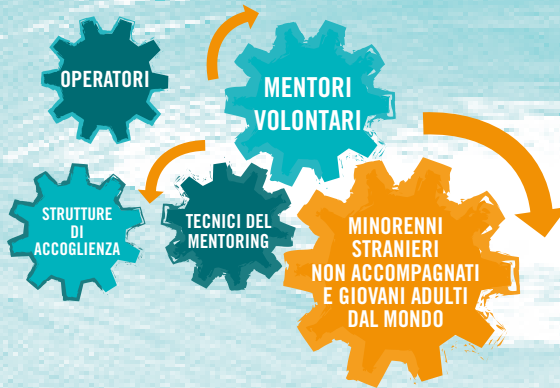 OPERATORI
MENTORI
VOLONTARI
STRUTTURE
DI
ACCOGLIENZA
TECNICI DEL
MENTORING
MINORENNI
STRANIERI
NON ACCOMPAGNATI
E GIOVANI ADULTI
DAL MONDO